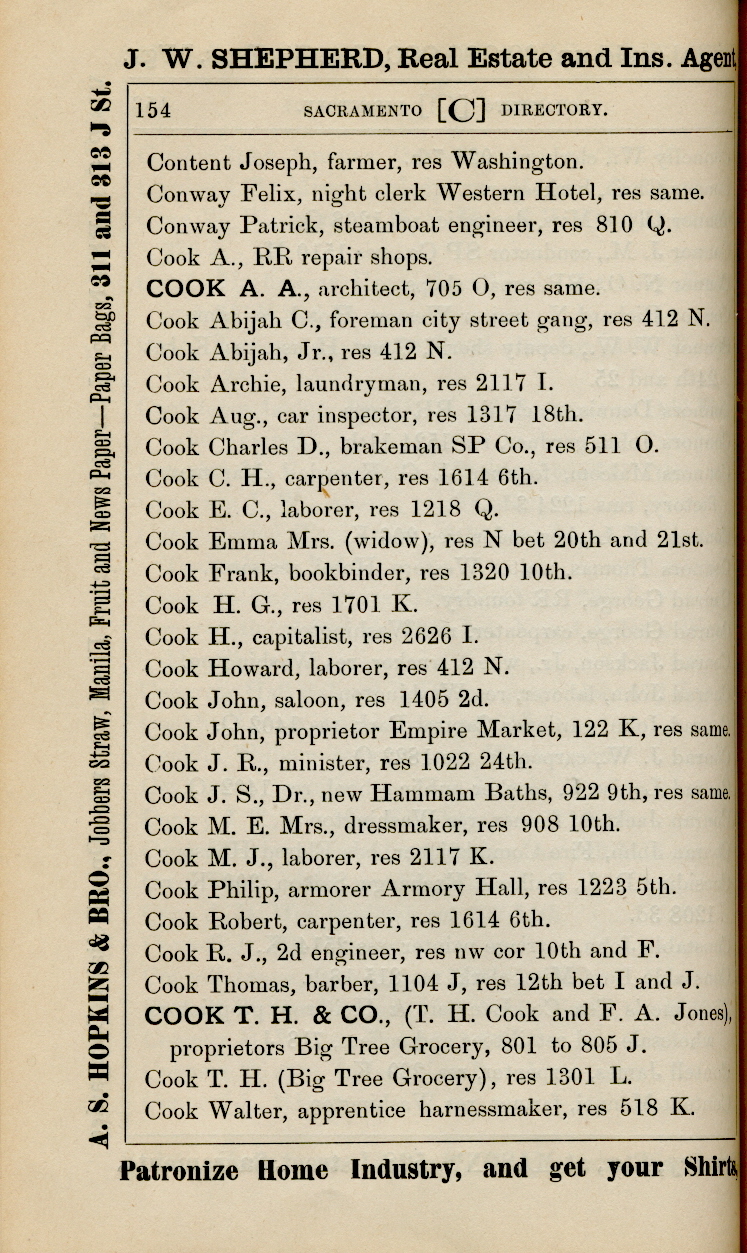 J. W. SHEPHERD, Real Estate and Ins. Agent
A. S. HOPKINS & BRO., Jobbers Straw, Manila, Fruit and News Paper—Paper Bags, 311 and 313 J St.
154 SACRAMENTO [C] DIRECTORY.
Content Joseph, farmer, res Washington.
Conway Felix, night clerk Western Hotel, res same.
Conway Patrick, steamboat engineer, res 810 Q.
Cook A., RR repair shops.
COOK A. A., architect, 705 O, res same.
Cook Abijah C., foreman city street gang, res 412 N.
Cook Abijah, Jr., res 412 N.
Cook Archie, laundryman, res 2117 I.
Cook Aug., car inspector, res 1317 18th.
Cook Charles D., brakeman SP Co., res 511 O.
Cook C. H., carpenter, res 1614 6th.
Cook E. C., laborer, res 1218 Q.
Cook Emma Mrs. (widow), res N bet 20th and 21st.
Cook Frank, bookbinder, res 1320 10th.
Cook H. G., res 1701 K.
Cook H., capitalist, res 2626 I.
Cook Howard, laborer, res 412 N.
Cook John, saloon, res 1405 2d.
Cook John, proprietor Empire Market, 122 K, res same.
Cook J. R., minister, res 1022 24th.
Cook J. S., Dr., new Hammam Baths, 922 9th, res same.
Cook M. E. Mrs., dressmaker, res 908 10th.
Cook M. J., laborer, res 2117 K.
Cook Philip, armorer Armory Hall, res 1223 5th.
Cook Robert, carpenter, res 1614 6th.
Cook R. J., 2d engineer, res nw cor 10th and F.
Cook Thomas, barber, 1104 J, res 12th bet I and J.
COOK T. H. & CO., (T. H. Cook and F. A. Jones),
proprietors Big Tree Grocery, 801 to 805 J.
Cook T. H. (Big Tree Grocery), res 1301 L.
Cook Walter, apprentice harnessmaker, res 518 K.
Patronize Home Industry, and get your Shirts